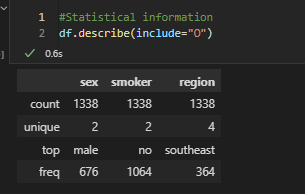 1 #Statistical information
2 df.describe(include="O")
0.6s
sex smoker region
count 1338 1338 1338
unique 2 2 4
top male no southeast
freq 676 1064 364